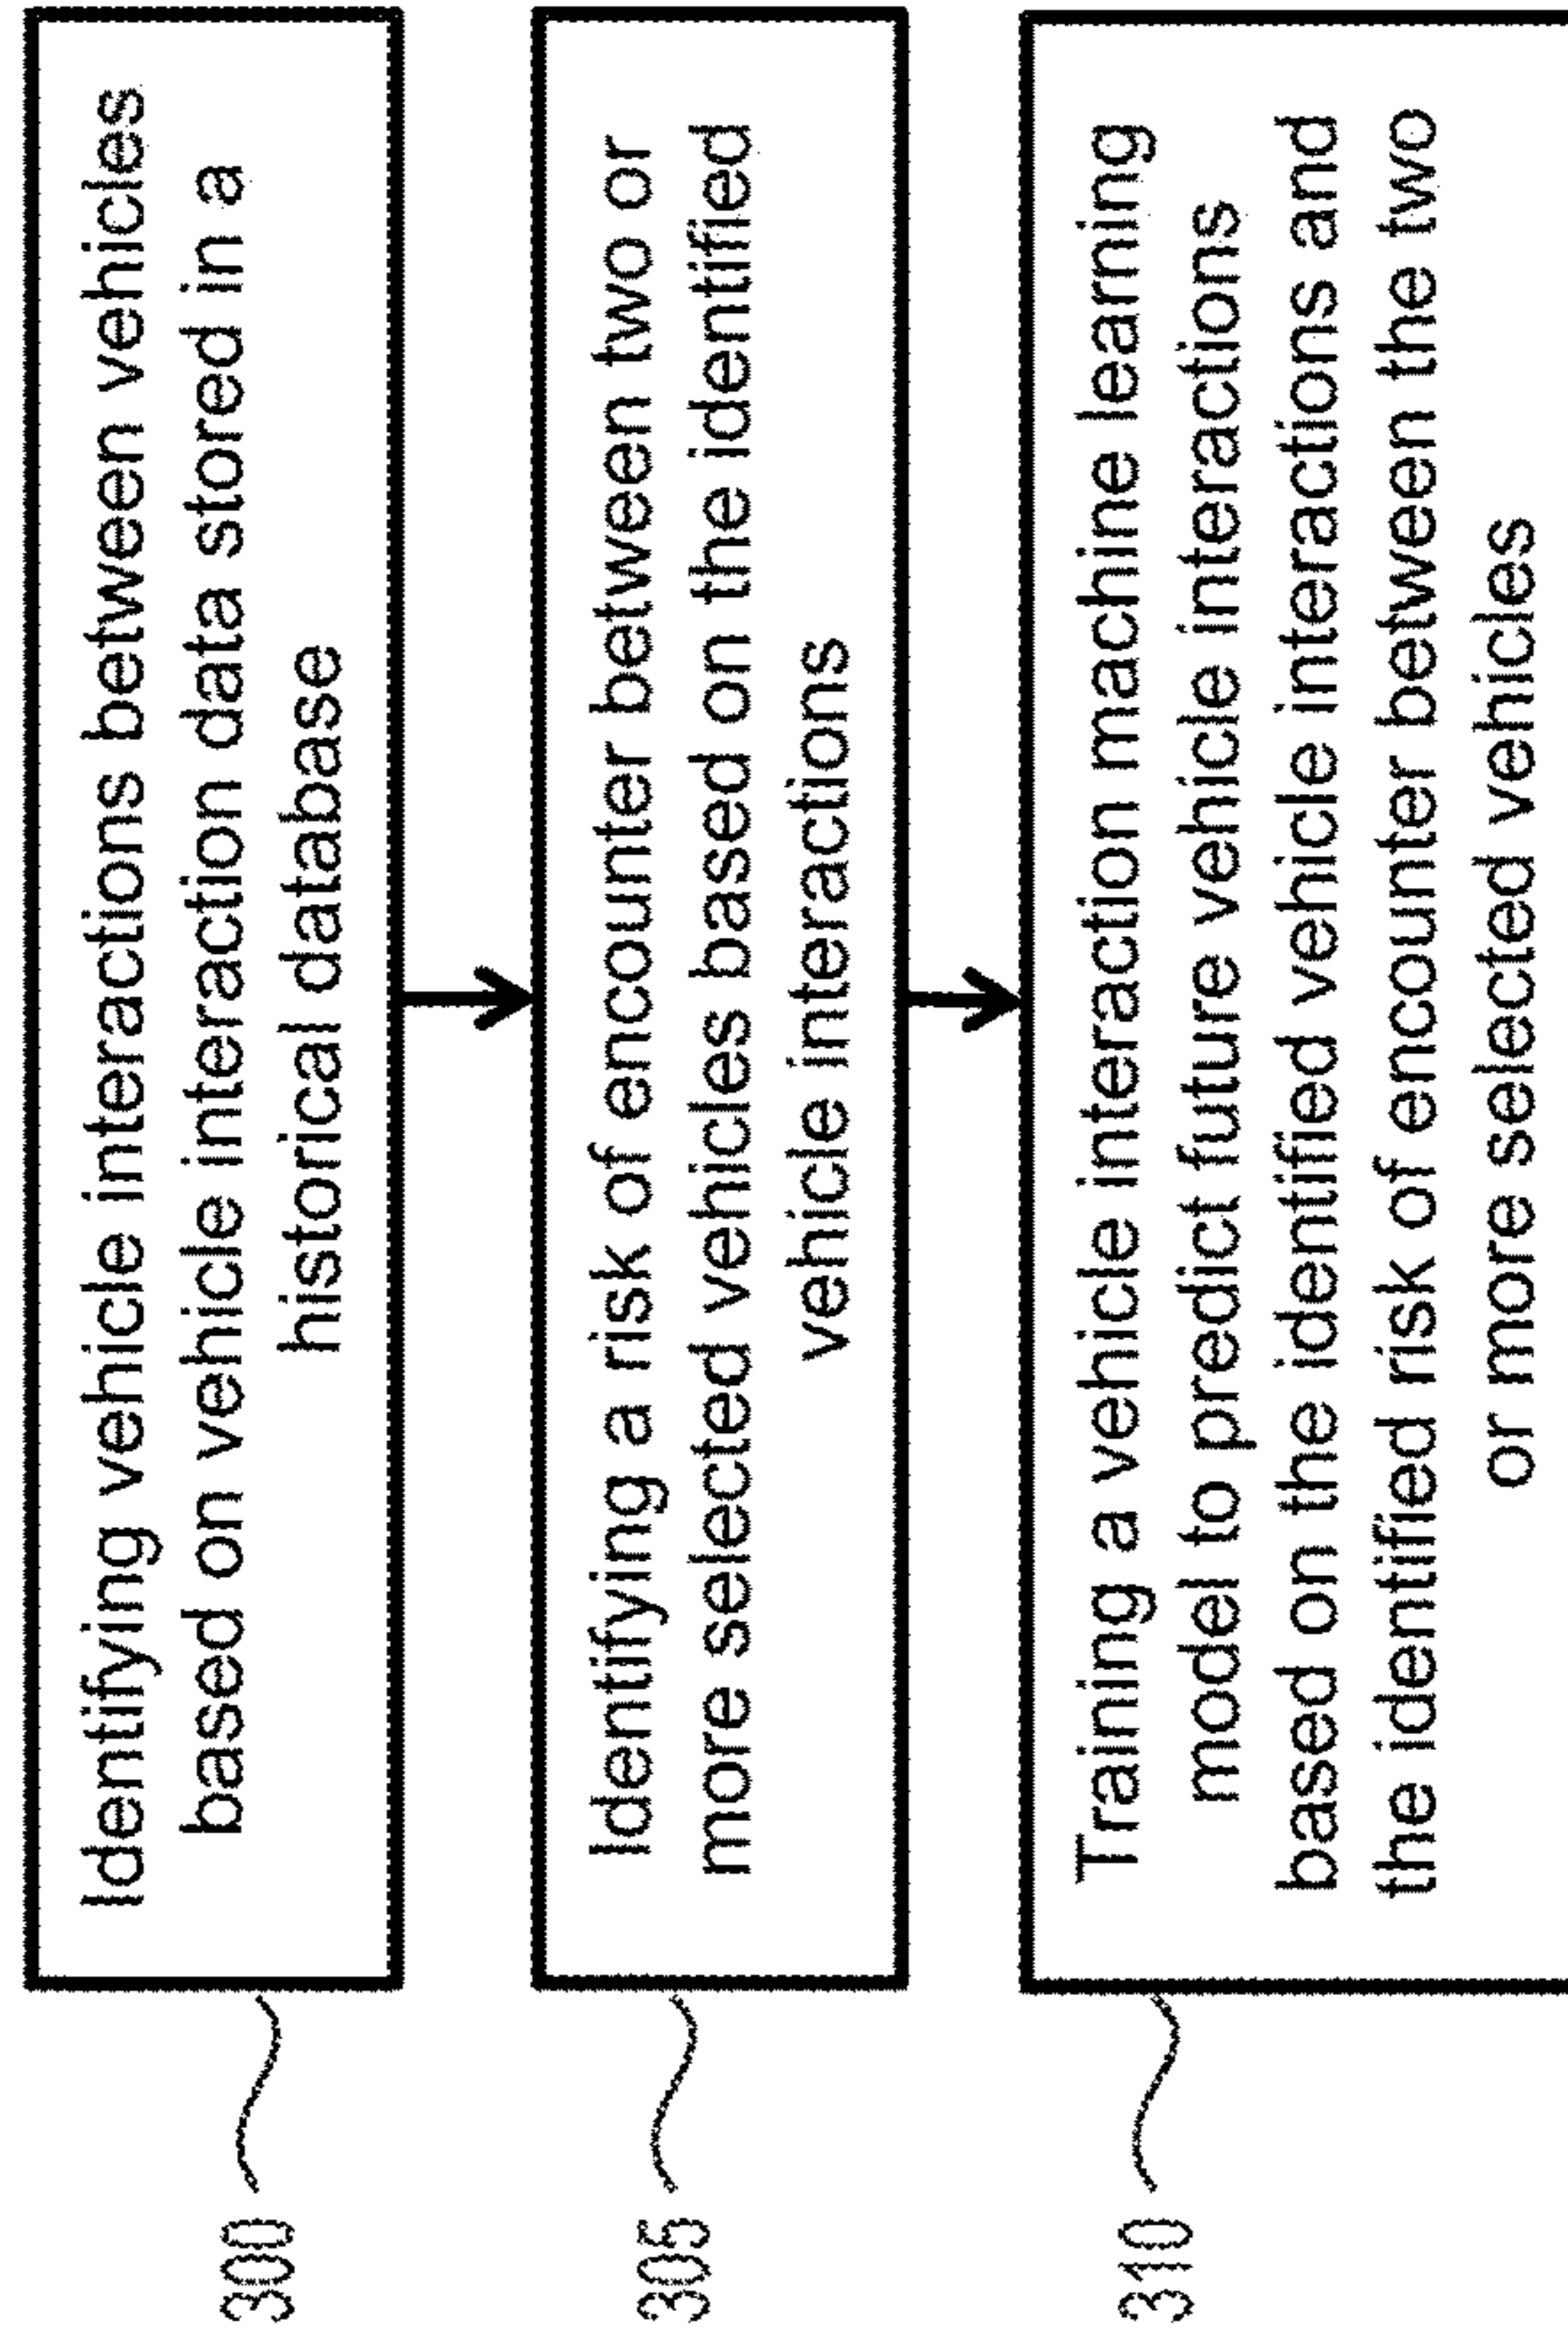 300
Identifying vehicle interactions between vehicles
based on vehicle interaction data stored in a
historical database
305
Identifying a risk of encounter between two or
more selected vehicles based on the identified
vehicle interactions
310
Training a vehicle interaction machine learning
model to predict future vehicle interactions
based on the identified vehicle interactions and
the identified risk of encounter between the two
or more selected vehicles